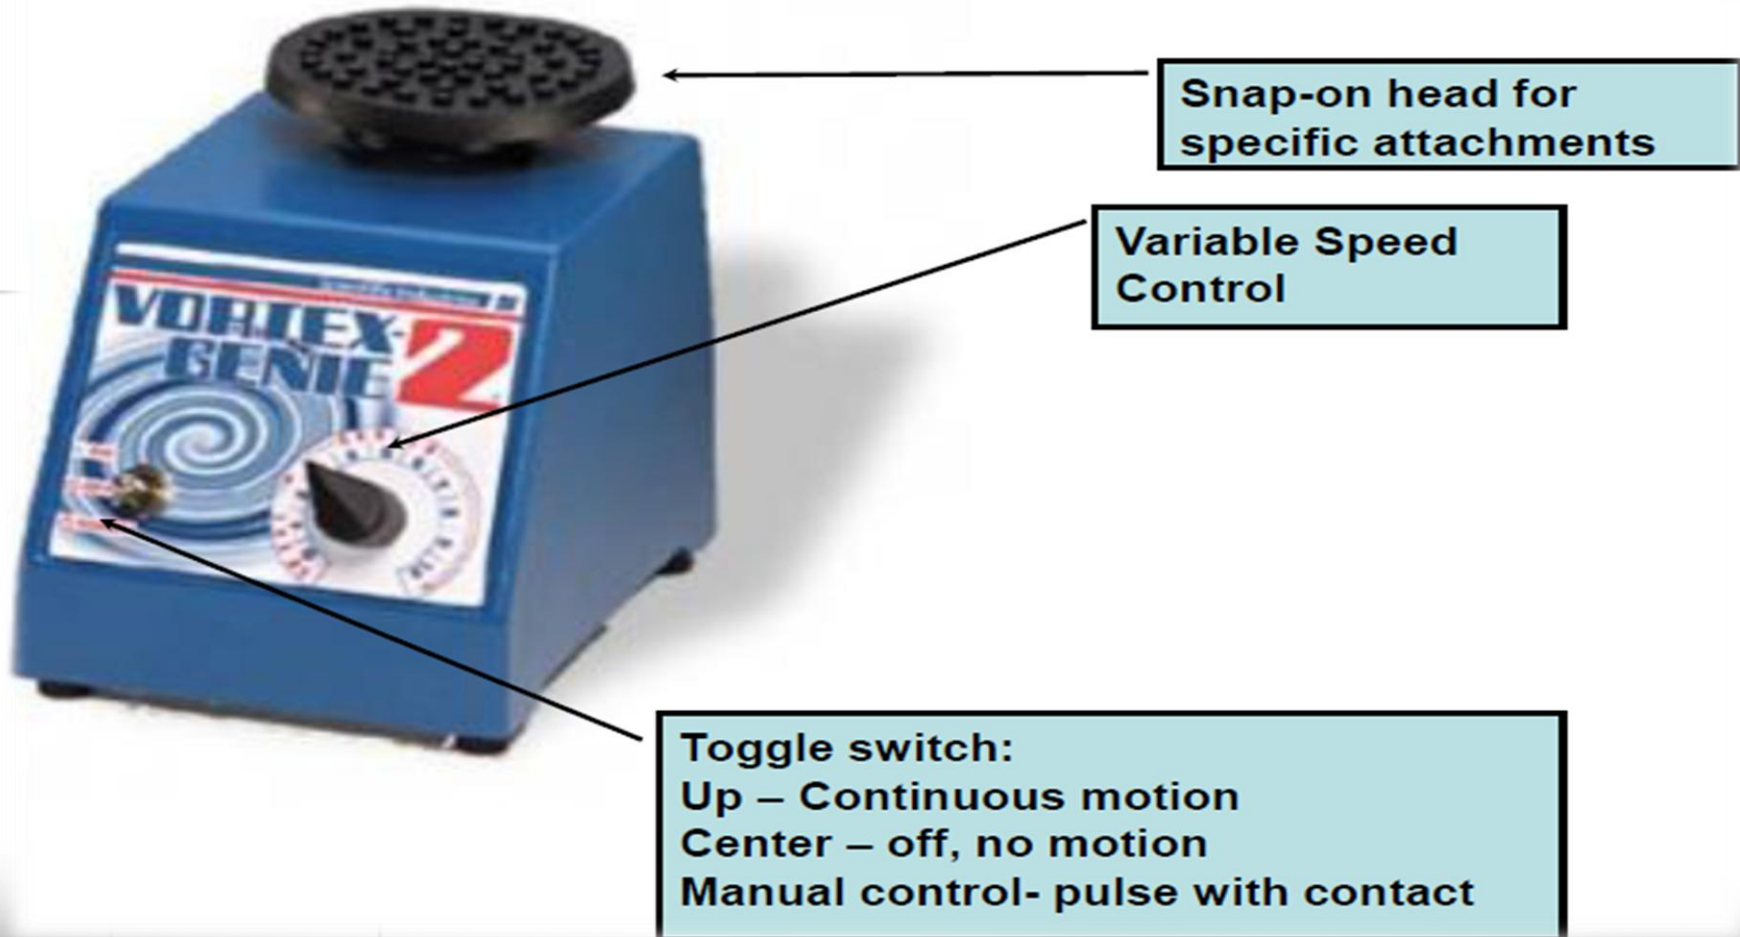 Snap-on head for
specific attachments
Variable Speed
Control
VORTEX-
GENIE 2
Toggle switch:
Up – Continuous motion
Center – off, no motion
Manual control- pulse with contact